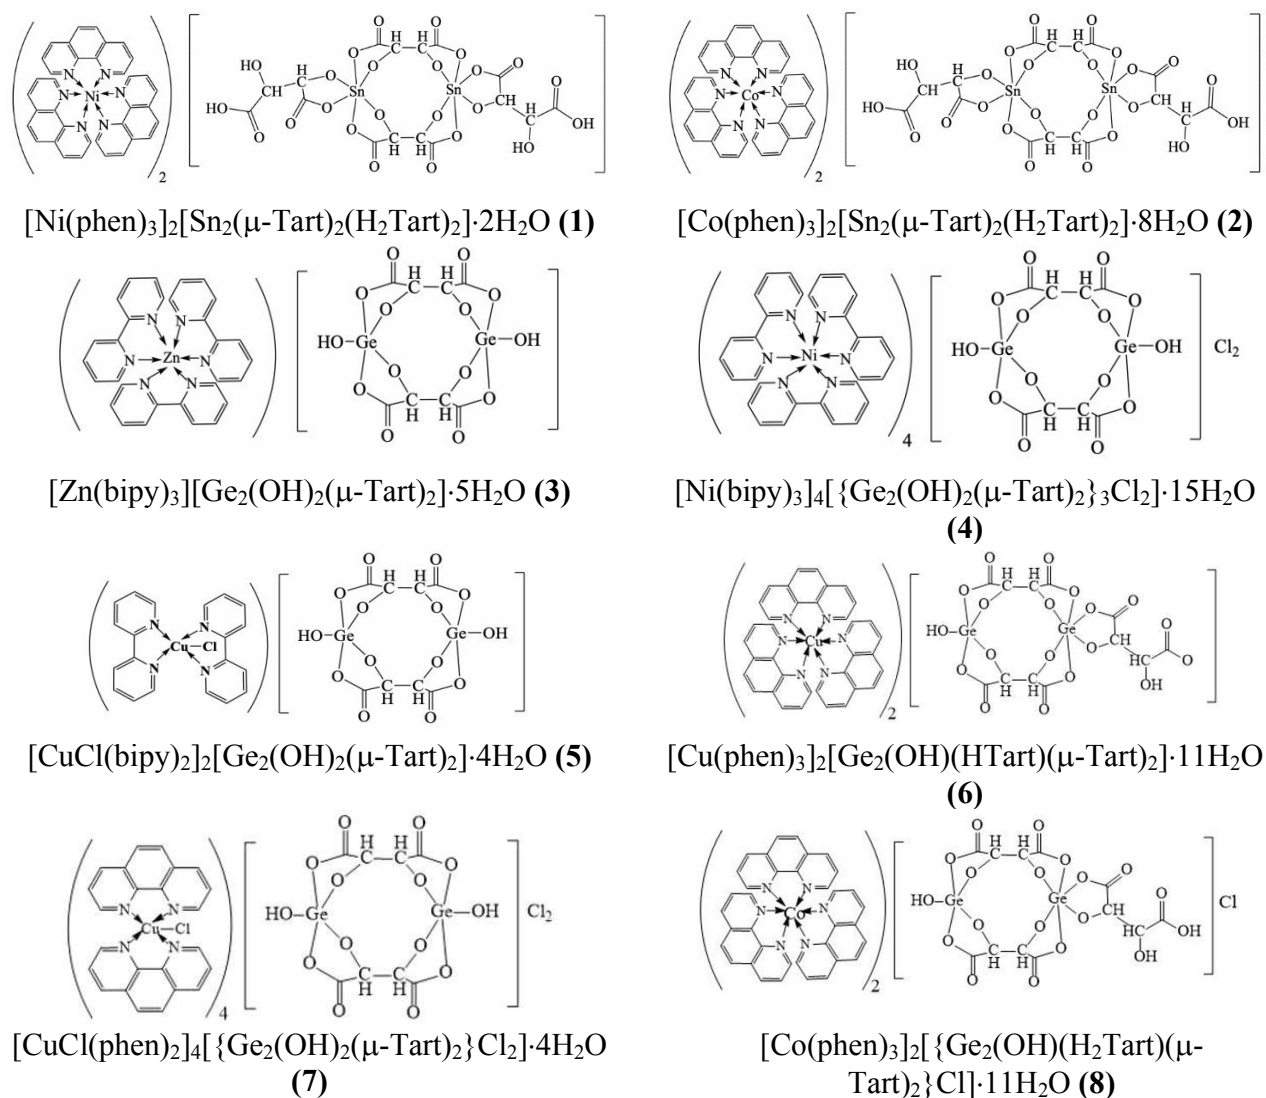 [Ni(phen)₃]₂[Sn₂(μ-Tart)₂(H₂Tart)₂]·2H₂O (1)
[Co(phen)₃]₂[Sn₂(μ-Tart)₂(H₂Tart)₂]·8H₂O (2)
[Zn(bipy)₃][Ge₂(OH)₂(μ-Tart)₂]·5H₂O (3)
[Ni(bipy)₃]₄[{Ge₂(OH)₂(μ-Tart)₂}₃Cl₂]·15H₂O
(4)
[CuCl(bipy)₂]₂[Ge₂(OH)₂(μ-Tart)₂]·4H₂O (5)
[Cu(phen)₃]₂[Ge₂(OH)(HTart)(μ-Tart)₂]·11H₂O
(6)
[CuCl(phen)₂]₄[{Ge₂(OH)₂(μ-Tart)₂}Cl₂]·4H₂O
(7)
[Co(phen)₃]₂[{Ge₂(OH)(H₂Tart)(μ-
Tart)₂}Cl]·11H₂O (8)